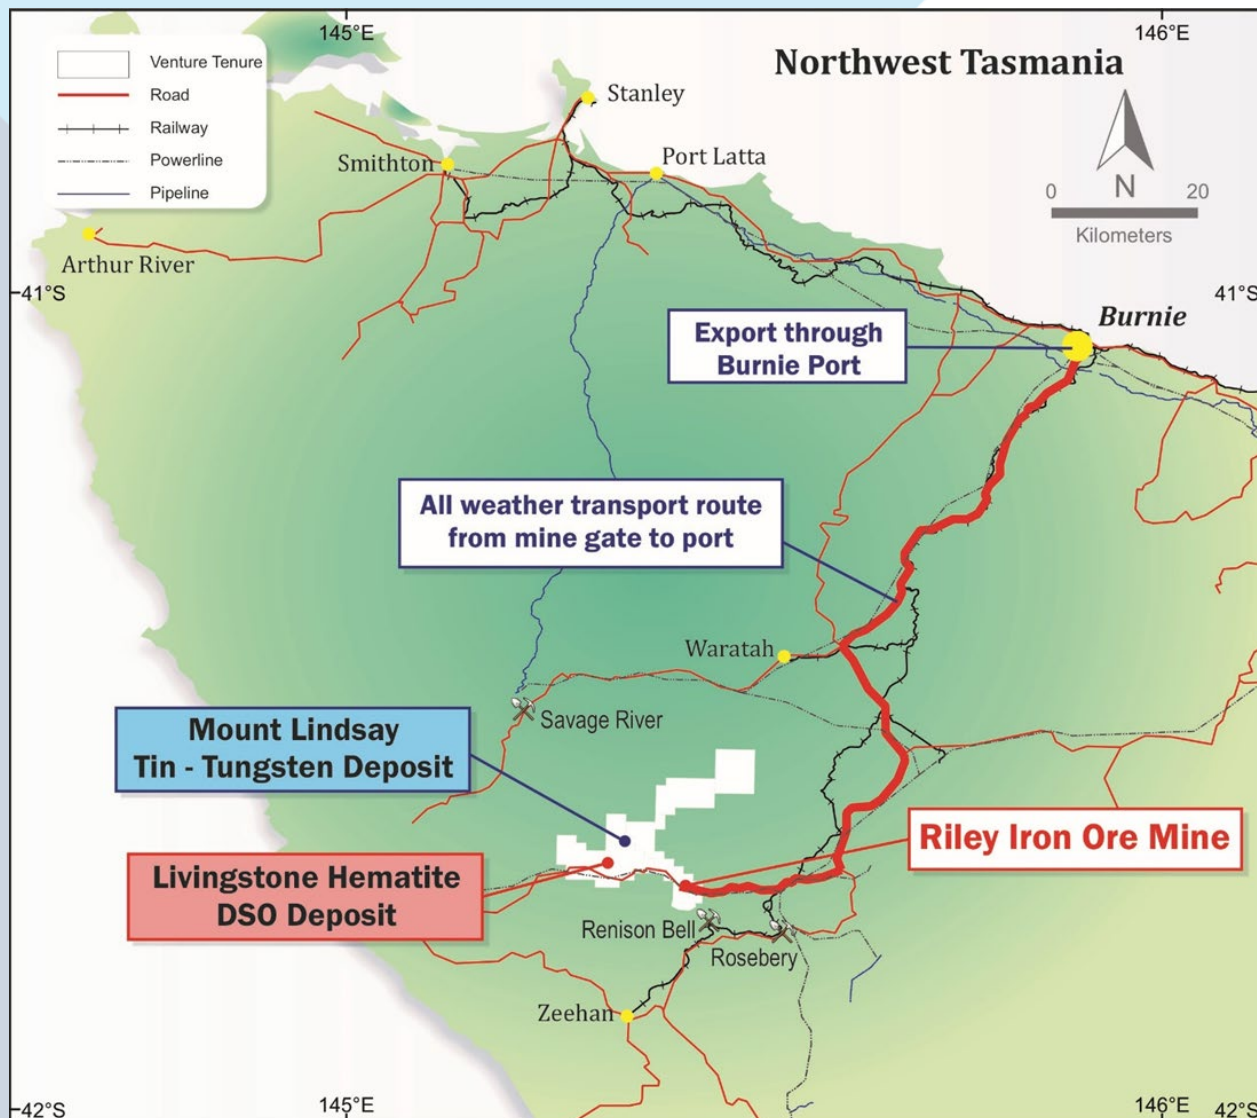 145°E
146°E
Northwest Tasmania
Venture Tenure
Road
Railway
Powerline
Pipeline
Stanley
Smithton
Port Latta
0
N
20
Kilometers
Arthur River
41°S
41°S
Burnie
Export through
Burnie Port
All weather transport route
from mine gate to port
Waratah
Savage River
Mount Lindsay
Tin - Tungsten Deposit
Riley Iron Ore Mine
Livingstone Hematite
DSO Deposit
Renison Bell
Rosebery
Zeehan
42°S
145°E
146°E
42°S